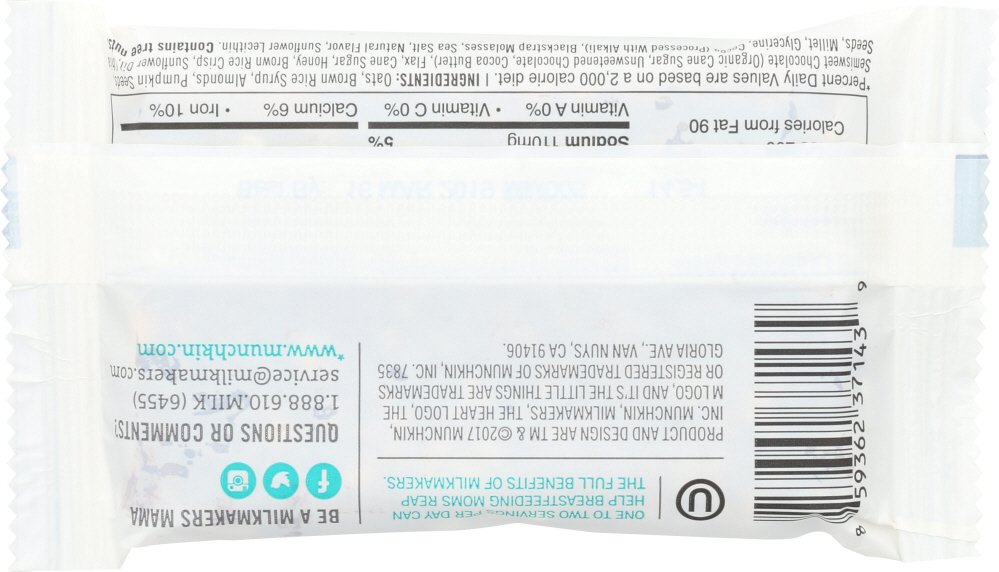 BE A MILKMAKERS MAMA
QUESTIONS OR COMMENTS?
1.888.610.MILK (6455)
service@milkmakers.com
*www.munchkin.com
ONE TO TWO SERVINGS PER DAY CAN
HELP BREASTFEEDING MOMS REAP
THE FULL BENEFITS OF MILKMAKERS.
PRODUCT AND DESIGN ARE TM & ©2017 MUNCHKIN,
INC. MUNCHKIN, MILKMAKERS, THE HEART LOGO, THE
M LOGO, AND IT'S THE LITTLE THINGS ARE TRADEMARKS
OR REGISTERED TRADEMARKS OF MUNCHKIN, INC. 7835
GLORIA AVE., VAN NUYS, CA 91406.
U
8 59362 37143 9
Best By 16 MAR 2019
Calories from Fat 90
Sodium 110mg 5%
Vitamin A 0% • Vitamin C 0% Calcium 6% • Iron 10%
*Percent Daily Values are based on a 2,000 calorie diet. | INGREDIENTS: Oats, Brown Rice Syrup, Almonds, Pumpkin Seeds,
Semisweet Chocolate (Organic Cane Sugar, Unsweetened Chocolate, Cocoa Butter), Flax, Cane Sugar, Honey, Brown Rice Crisp, Sunflower
Seeds, Millet, Glycerine, (Processed With Alkali), Blackstrap Molasses, Sea Salt, Natural Flavor, Sunflower Lecithin. Contains tree nuts